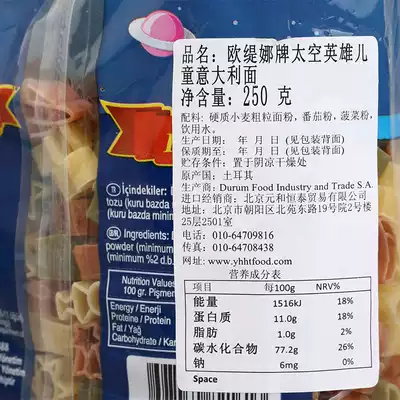 品名: 欧缇娜牌太空英雄儿
童意大利面
净含量: 250 克
配料: 硬质小麦粗粒面粉, 番茄粉, 菠菜粉,
饮用水。
生产日期: 年 月 日 (见包装背面)
保质期至: 年 月 日 (见包装背面)
贮存条件: 置于阴凉干燥处
原产国: 土耳其
生产商: Durum Food Industry and Trade S.A.
进口经销商: 北京元和恒泰贸易有限公司
地址: 北京市朝阳区北苑东路19号院2号楼
25层2501室
电话: 010-64709816
传真: 010-64708438
网址: www.yhhtfood.com
营养成分表
项目 每100g NRV%
能量 1516kJ 18%
蛋白质 11.0g 18%
脂肪 1.0g 2%
碳水化合物 77.2g 26%
钠 6mg 0%
Space
TR İçindekiler:
tozu (kuru bazda minim
(kuru bazda minimum
Ingredients:
powder (minimum
(minimum %2 d.b.
Nutrition Values
100 gr. Pişmem
Energy / Enerji
Proteine / Protein
Fat / Yağ
Carbohydrate / Karb